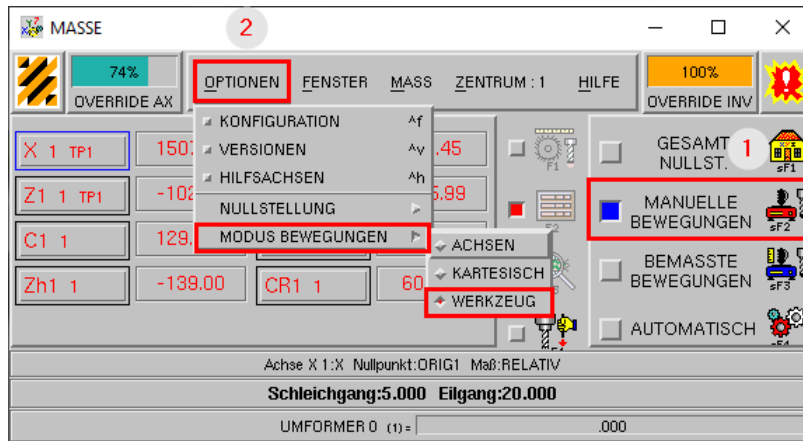 MASSE
2
74%
OVERRIDE AX
OPTIONEN FENSTER MASS ZENTRUM : 1 HILFE
100%
OVERRIDE INV
KONFIGURATION ^f
VERSIONEN ^v
HILFSACHSEN ^h
NULLSTELLUNG
MODUS BEWEGUNGEN
ACHSEN
KARTESISCH
WERKZEUG
X 1 TP1 150 .45
Z1 1 TP1 -102 5.99
C1 1 129.
Zh1 1 -139.00 CR1 1 60
F1
F2
GESAMT
NULLST.
1
sF1
MANUELLE
BEWEGUNGEN
sF2
BEMASSTE
BEWEGUNGEN
sF3
AUTOMATISCH
Achse X 1:X Nullpunkt:ORIG1 Maß:RELATIV
Schleichgang:5.000 Eilgang:20.000
UMFORMER 0 (1) = .000